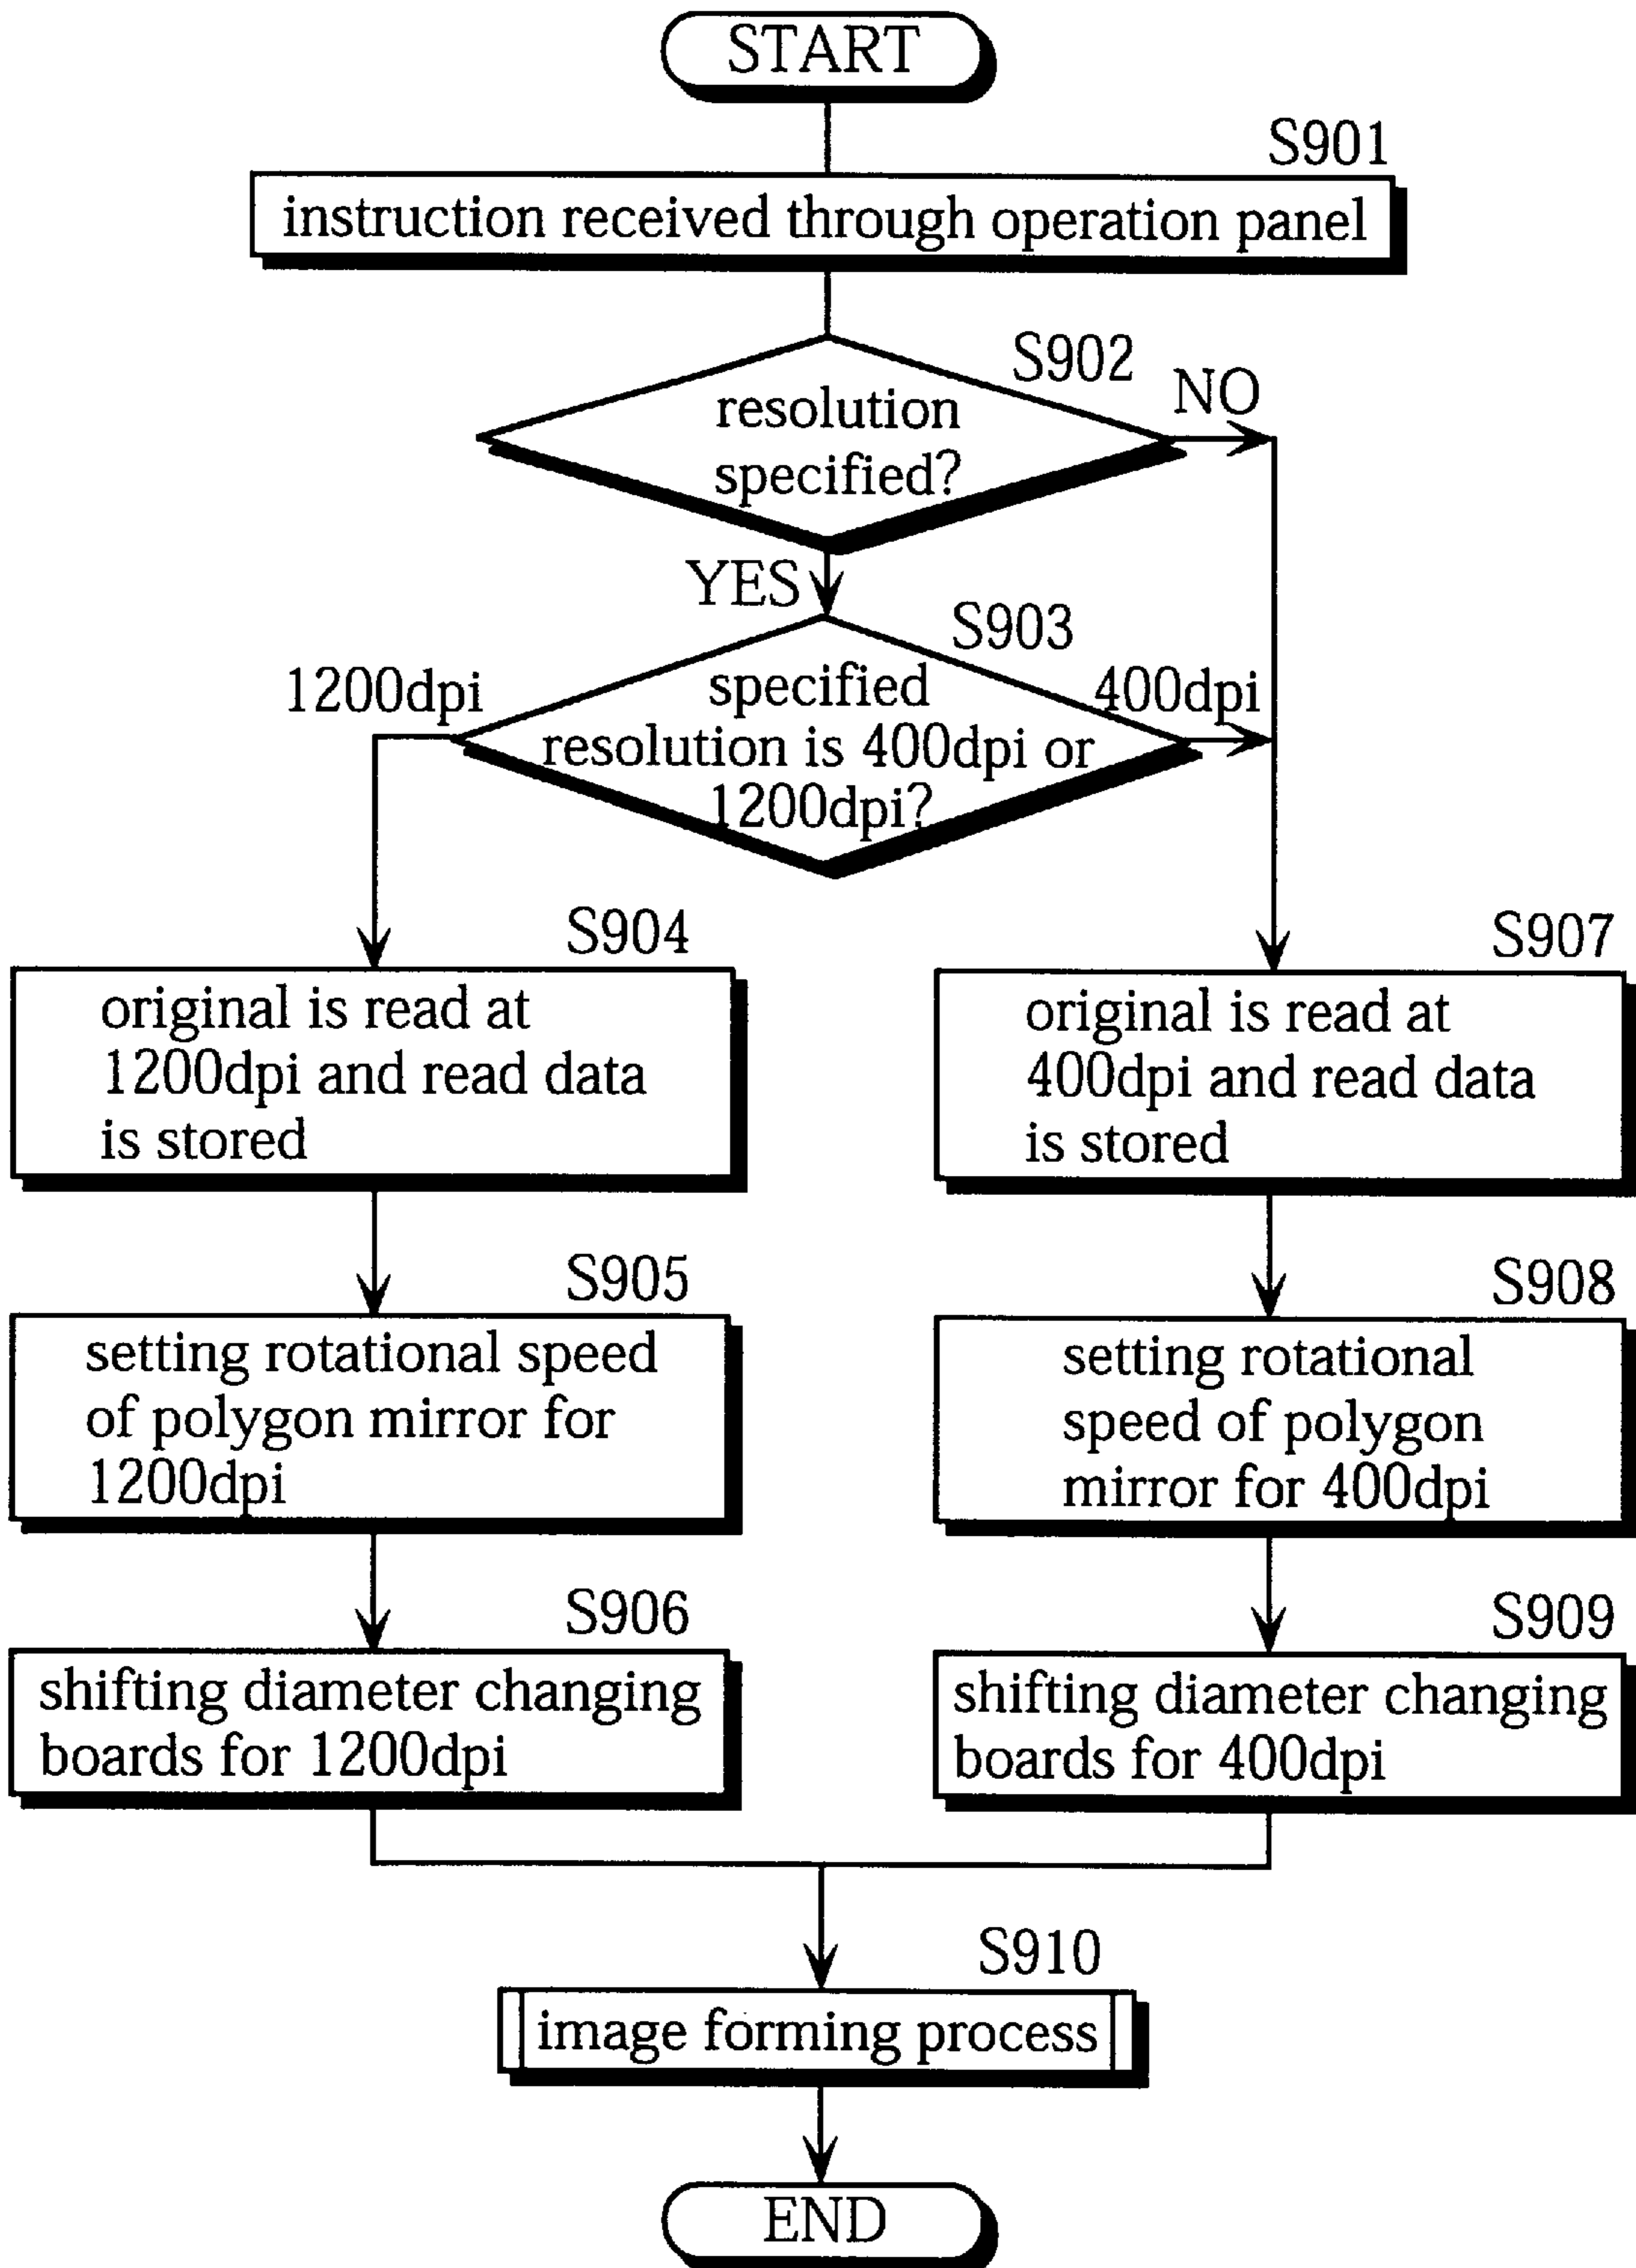 START
S901
instruction received through operation panel
S902
NO
resolution
specified?
YES
S903
1200dpi
400dpi
specified
resolution is 400dpi or
1200dpi?
S904
original is read at
1200dpi and read data
is stored
S907
original is read at
400dpi and read data
is stored
S905
setting rotational speed
of polygon mirror for
1200dpi
S908
setting rotational
speed of polygon
mirror for 400dpi
S906
shifting diameter changing
boards for 1200dpi
S909
shifting diameter changing
boards for 400dpi
S910
image forming process
END